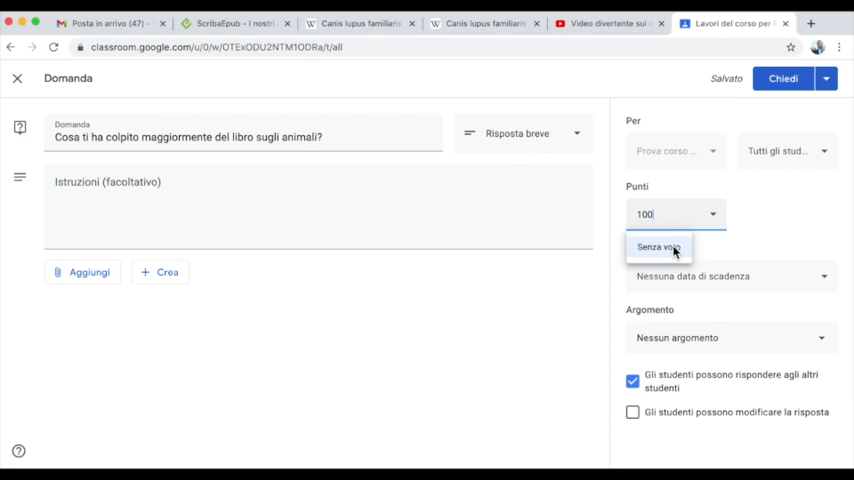 Posta in arrivo (47) -
ScribaEpub - I nostri
Canis lupus familiaris
Canis lupus familiaris
Video divertente sui
Lavori del corso per
classroom.google.com/u/0/w/OTExODU2NTM1ODRa/t/all
Domanda
Salvato
Chiedi
Domanda
Cosa ti ha colpito maggiormente del libro sugli animali?
Risposta breve
Istruzioni (facoltativo)
Aggiungi
Crea
Per
Prova corso ...
Tutti gli stud...
Punti
100
Senza voto
Nessuna data di scadenza
Argomento
Nessun argomento
Gli studenti possono rispondere agli altri
studenti
Gli studenti possono modificare la risposta